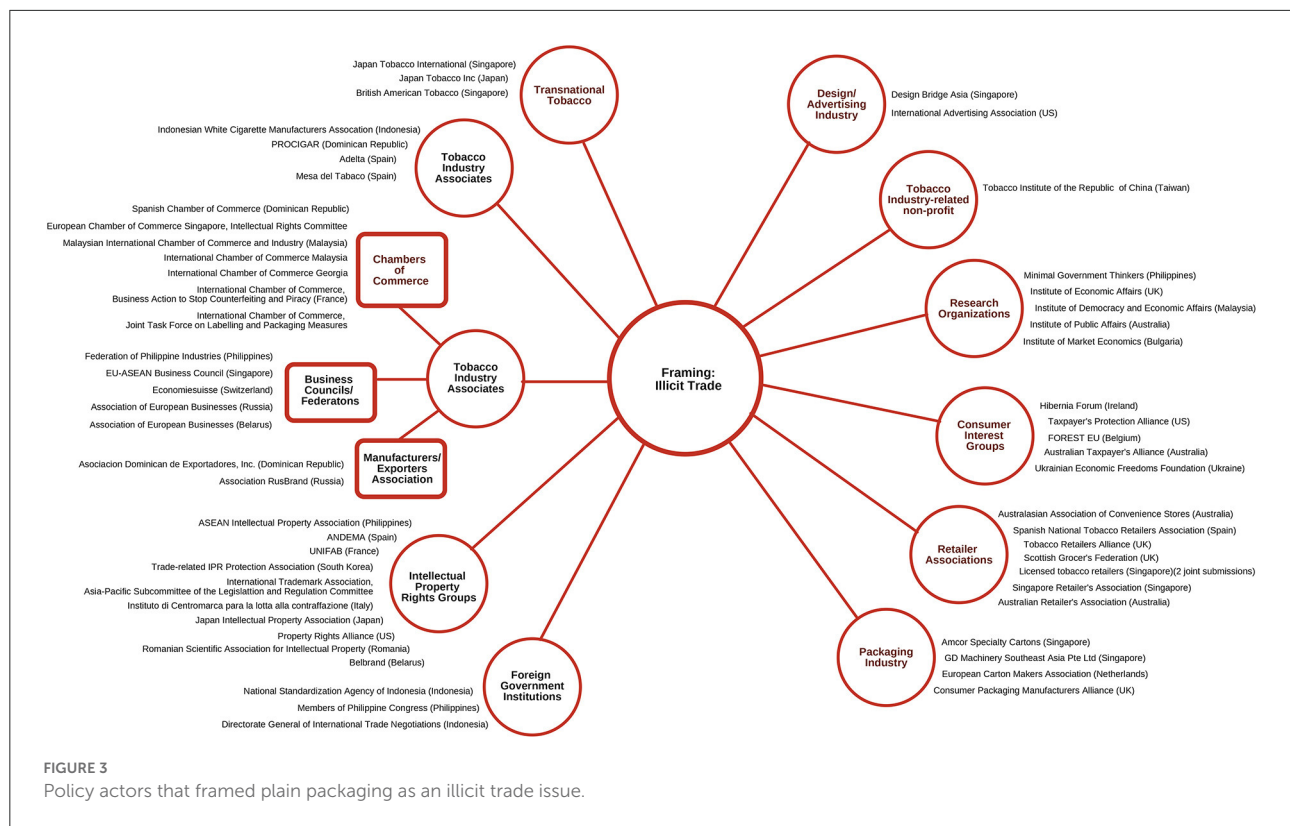 Japan Tobacco International (Singapore)
Japan Tobacco Inc (Japan)
British American Tobacco (Singapore)
Transnational
Tobacco
Indonesian White Cigarette Manufacturers Assocation (Indonesia)
PROCIGAR (Dominican Republic)
Adelta (Spain)
Mesa del Tabaco (Spain)
Tobacco
Industry
Associates
Spanish Chamber of Commerce (Dominican Republic)
European Chamber of Commerce Singapore, Intellectual Rights Committee
Malaysian International Chamber of Commerce and Industry (Malaysia)
International Chamber of Commerce Malaysia
International Chamber of Commerce Georgia
International Chamber of Commerce,
Business Action to Stop Counterfeiting and Piracy (France)
International Chamber of Commerce,
Joint Task Force on Labelling and Packaging Measures
Chambers
of
Commerce
Federation of Philippine Industries (Philippines)
EU-ASEAN Business Council (Singapore)
Economiesuisse (Switzerland)
Association of European Businesses (Russia)
Association of European Businesses (Belarus)
Business
Councils/
Federatons
Tobacco
Industry
Associates
Asociacion Dominican de Exportadores, Inc. (Dominican Republic)
Association RusBrand (Russia)
Manufacturers/
Exporters
Association
ASEAN Intellectual Property Association (Philippines)
ANDEMA (Spain)
UNIFAB (France)
Trade-related IPR Protection Association (South Korea)
International Trademark Association,
Asia-Pacific Subcommittee of the Legislattion and Regulation Committee
Instituto di Centromarca para la lotta alla contraffazione (Italy)
Japan Intellectual Property Association (Japan)
Property Rights Alliance (US)
Romanian Scientific Association for Intellectual Property (Romania)
Belbrand (Belarus)
Intellectual
Property
Rights Groups
National Standardization Agency of Indonesia (Indonesia)
Members of Philippine Congress (Philippines)
Directorate General of International Trade Negotiations (Indonesia)
Foreign
Government
Institutions
Framing:
Illicit Trade
Design/
Advertising
Industry
Design Bridge Asia (Singapore)
International Advertising Association (US)
Tobacco
Industry-related
non-profit
Tobacco Institute of the Republic of China (Taiwan)
Research
Organizations
Minimal Government Thinkers (Philippines)
Institute of Economic Affairs (UK)
Institute of Democracy and Economic Affairs (Malaysia)
Institute of Public Affairs (Australia)
Institute of Market Economics (Bulgaria)
Consumer
Interest
Groups
Hibernia Forum (Ireland)
Taxpayer's Protection Alliance (US)
FOREST EU (Belgium)
Australian Taxpayer's Alliance (Australia)
Ukrainian Economic Freedoms Foundation (Ukraine)
Retailer
Associations
Australasian Association of Convenience Stores (Australia)
Spanish National Tobacco Retailers Association (Spain)
Tobacco Retailers Alliance (UK)
Scottish Grocer's Federation (UK)
Licensed tobacco retailers (Singapore)(2 joint submissions)
Singapore Retailer's Association (Singapore)
Australian Retailer's Association (Australia)
Packaging
Industry
Amcor Specialty Cartons (Singapore)
GD Machinery Southeast Asia Pte Ltd (Singapore)
European Carton Makers Association (Netherlands)
Consumer Packaging Manufacturers Alliance (UK)
FIGURE 3
Policy actors that framed plain packaging as an illicit trade issue.